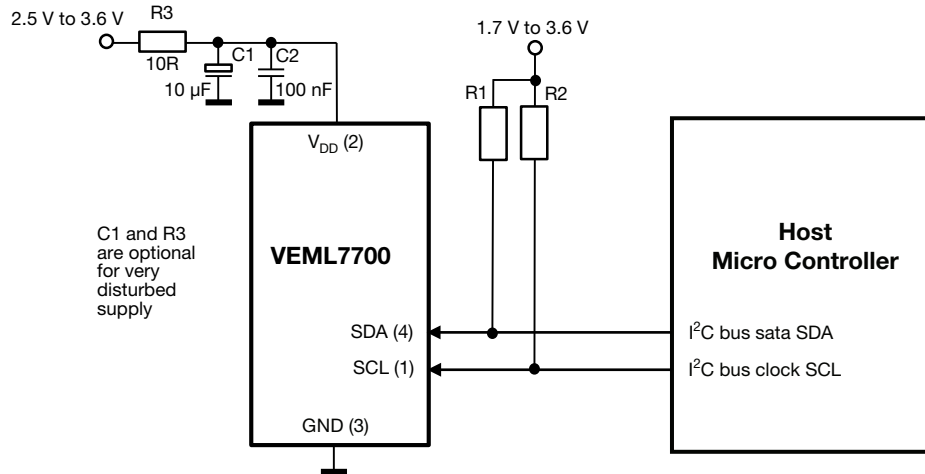 2.5 V to 3.6 V
R3
10R
C1
10 µF
C2
100 nF
1.7 V to 3.6 V
R1
R2
V_DD (2)
C1 and R3
are optional
for very
disturbed
supply
VEML7700
SDA (4)
SCL (1)
GND (3)
Host
Micro Controller
I²C bus sata SDA
I²C bus clock SCL